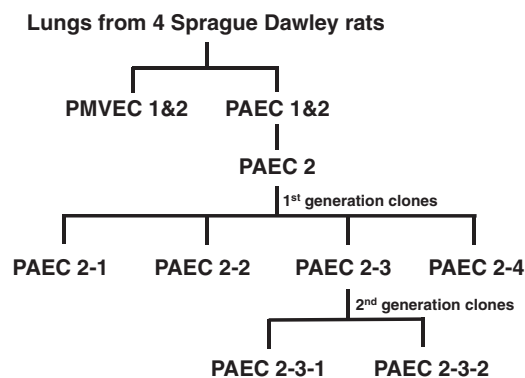 Lungs from 4 Sprague Dawley rats
PMVEC 1&2 PAEC 1&2
PAEC 2
1st generation clones
PAEC 2-1 PAEC 2-2 PAEC 2-3 PAEC 2-4
2nd generation clones
PAEC 2-3-1 PAEC 2-3-2